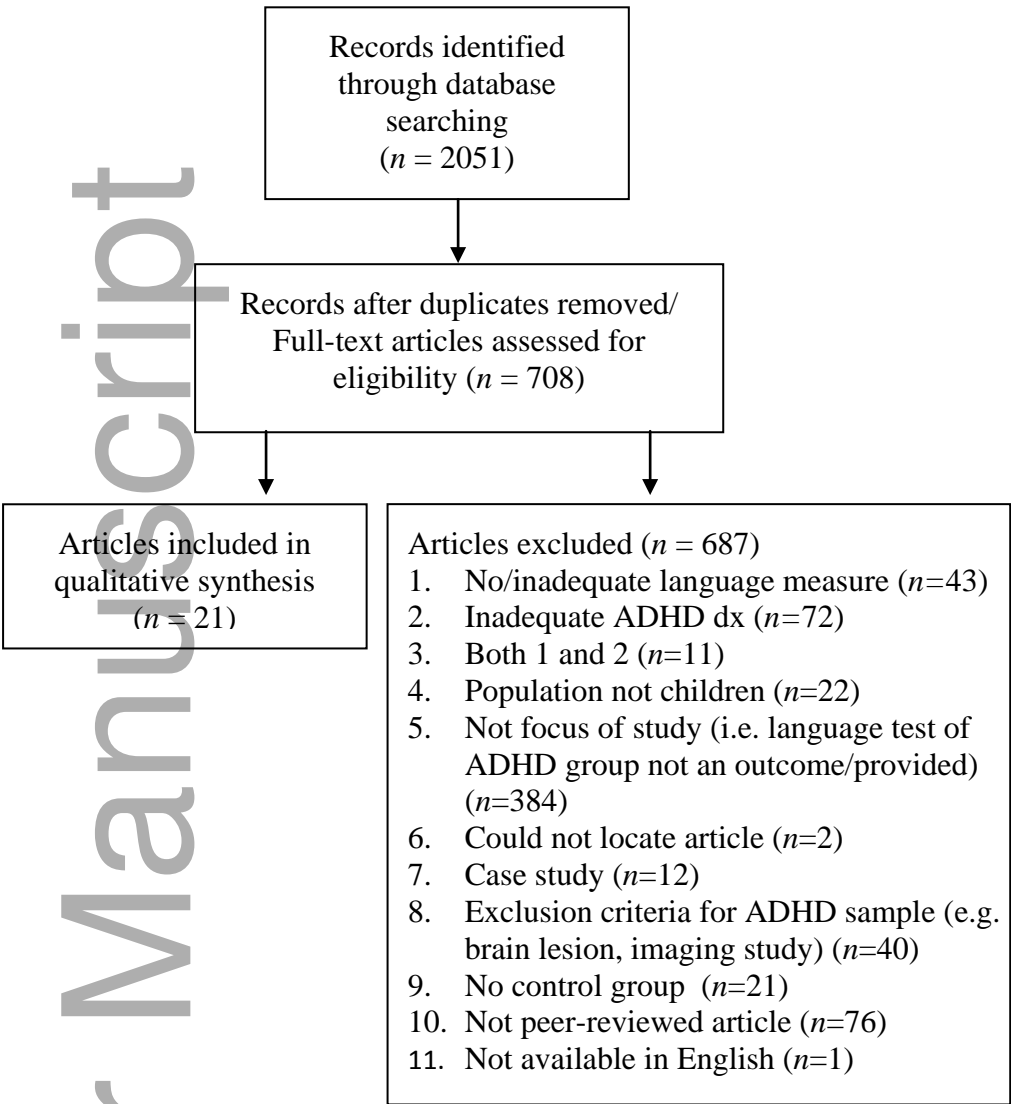 Records identified
through database
searching
(n = 2051)
Records after duplicates removed/
Full-text articles assessed for
eligibility (n = 708)
Articles included in
qualitative synthesis
(n = 21)
Articles excluded (n = 687)
1. No/inadequate language measure (n=43)
2. Inadequate ADHD dx (n=72)
3. Both 1 and 2 (n=11)
4. Population not children (n=22)
5. Not focus of study (i.e. language test of
ADHD group not an outcome/provided)
(n=384)
6. Could not locate article (n=2)
7. Case study (n=12)
8. Exclusion criteria for ADHD sample (e.g.
brain lesion, imaging study) (n=40)
9. No control group (n=21)
10. Not peer-reviewed article (n=76)
11. Not available in English (n=1)
r Manuscript